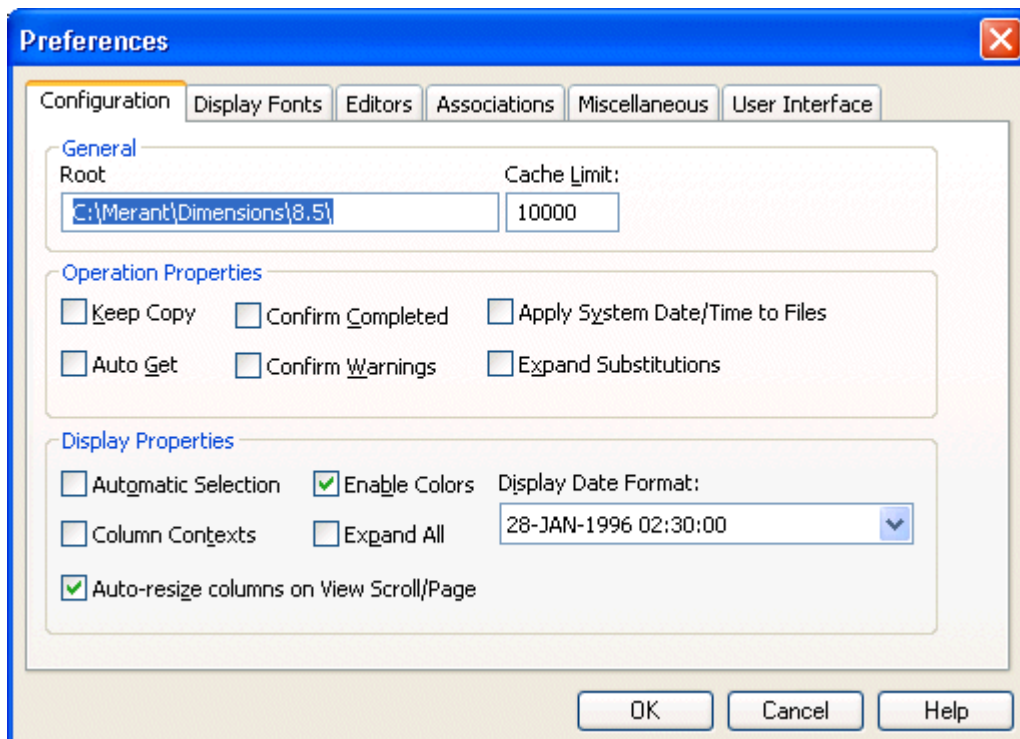 Preferences
Configuration Display Fonts Editors Associations Miscellaneous User Interface
General
Root Cache Limit:
C:\Merant\Dimensions\8.5\ 10000
Operation Properties
Keep Copy Confirm Completed Apply System Date/Time to Files
Auto Get Confirm Warnings Expand Substitutions
Display Properties
Automatic Selection Enable Colors Display Date Format:
Column Contexts Expand All 28-JAN-1996 02:30:00
Auto-resize columns on View Scroll/Page
OK Cancel Help